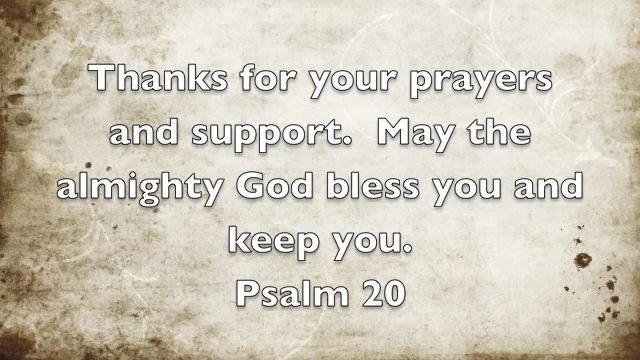 Thanks for your prayers
and support.  May the
almighty God bless you and
keep you.
Psalm 20